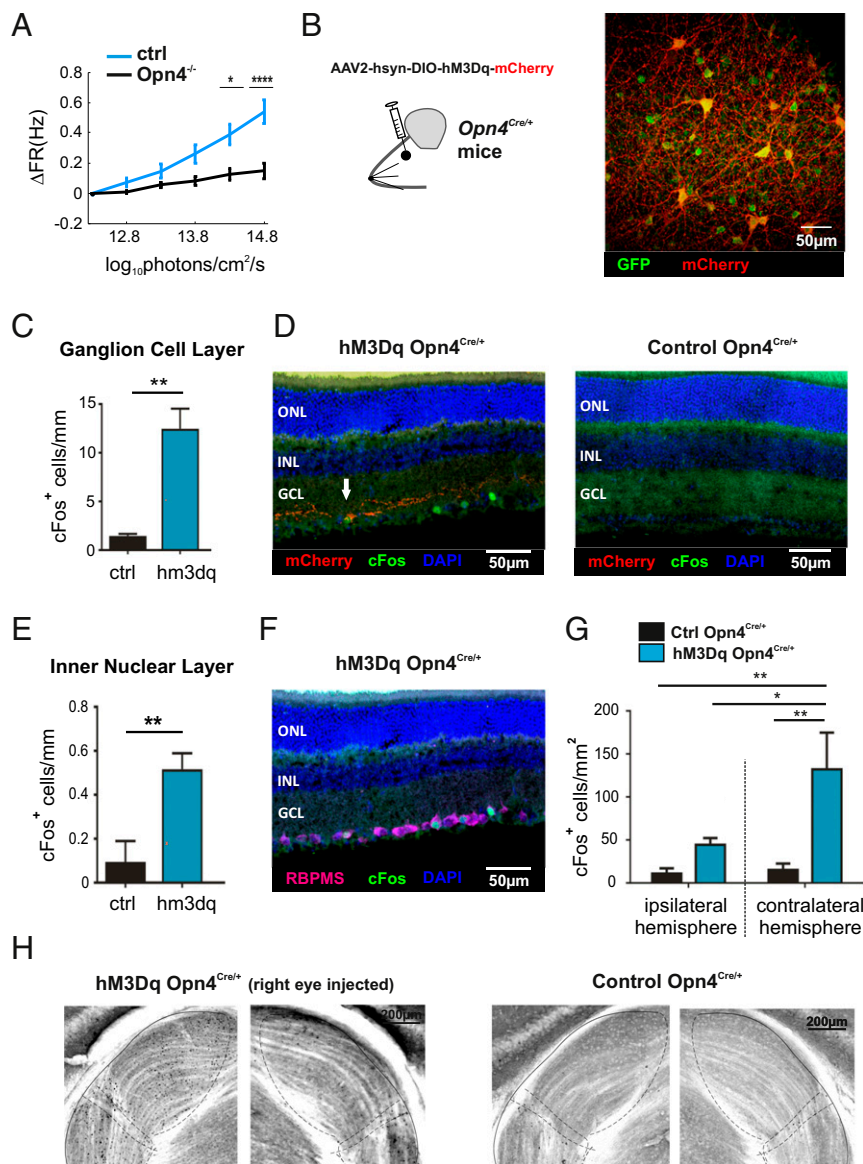 A
ctrl
Opn4-/-
* ****
0.8
0.6
0.4
0.2
0
-0.2
ΔFR(Hz)
12.8 13.8 14.8
log10photons/cm2/s
B
AAV2-hsyn-DIO-hM3Dq-mCherry
Opn4Cre/+
mice
50µm
GFP mCherry
C
Ganglion Cell Layer
**
15
10
5
0
cFos+ cells/mm
ctrl hm3dq
D
hM3Dq Opn4Cre/+
ONL
INL
GCL
mCherry cFos DAPI 50µm
Control Opn4Cre/+
ONL
INL
GCL
mCherry cFos DAPI 50µm
E
Inner Nuclear Layer
**
0.8
0.6
0.4
0.2
0
cFos+ cells/mm
ctrl hm3dq
F
hM3Dq Opn4Cre/+
ONL
INL
GCL
RBPMS cFos DAPI 50µm
G
Ctrl Opn4Cre/+
hM3Dq Opn4Cre/+
**
*
**
200
150
100
50
0
cFos+ cells/mm2
ipsilateral hemisphere
contralateral hemisphere
H
hM3Dq Opn4Cre/+ (right eye injected)
200µm
Control Opn4Cre/+
200µm